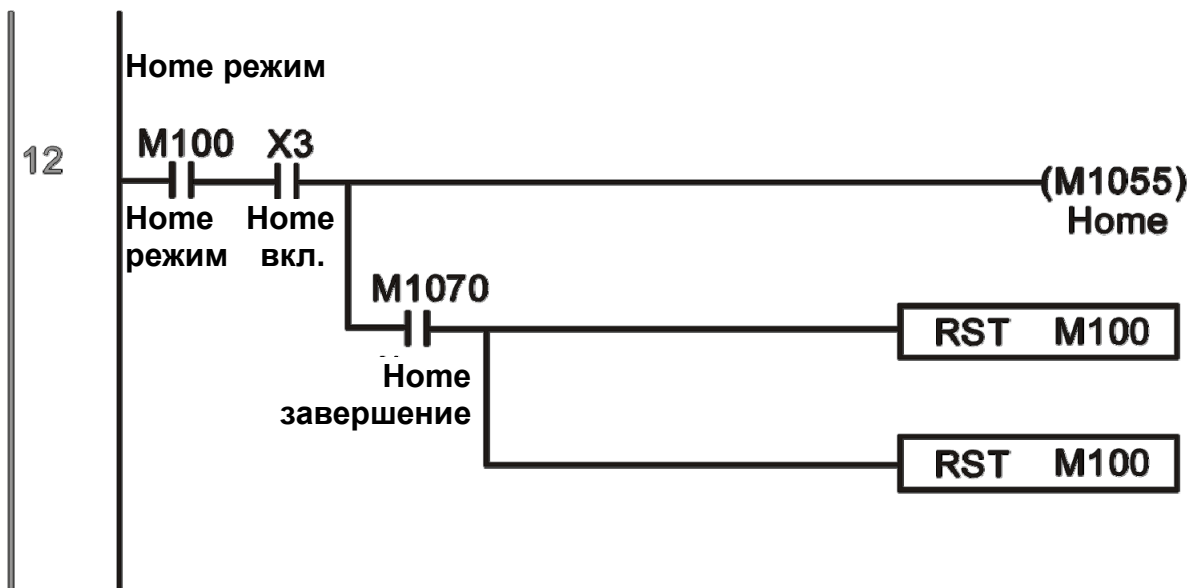 Home режим
12
M100 X3
(M1055)
Home Home
Home
режим вкл.
M1070
RST M100
Home
завершение
RST M100